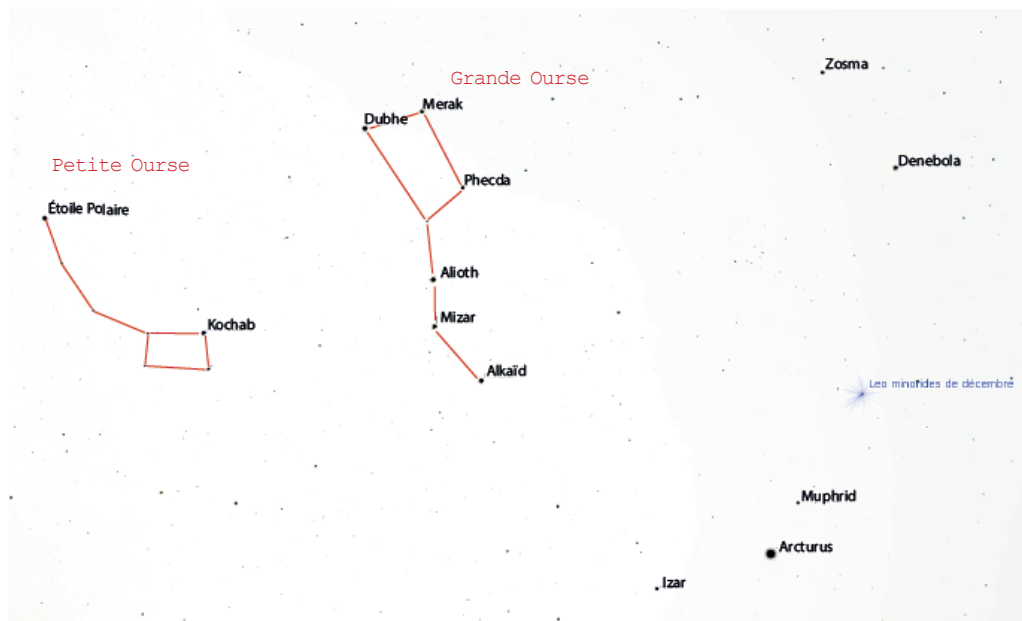 Zosma
Grande Ourse
Merak
Dubhe
Denebola
Petite Ourse
Phecda
Étoile Polaire
Alioth
Mizar
Kochab
Alkaïd
Leo minorides de décembre
Muphrid
Arcturus
Izar